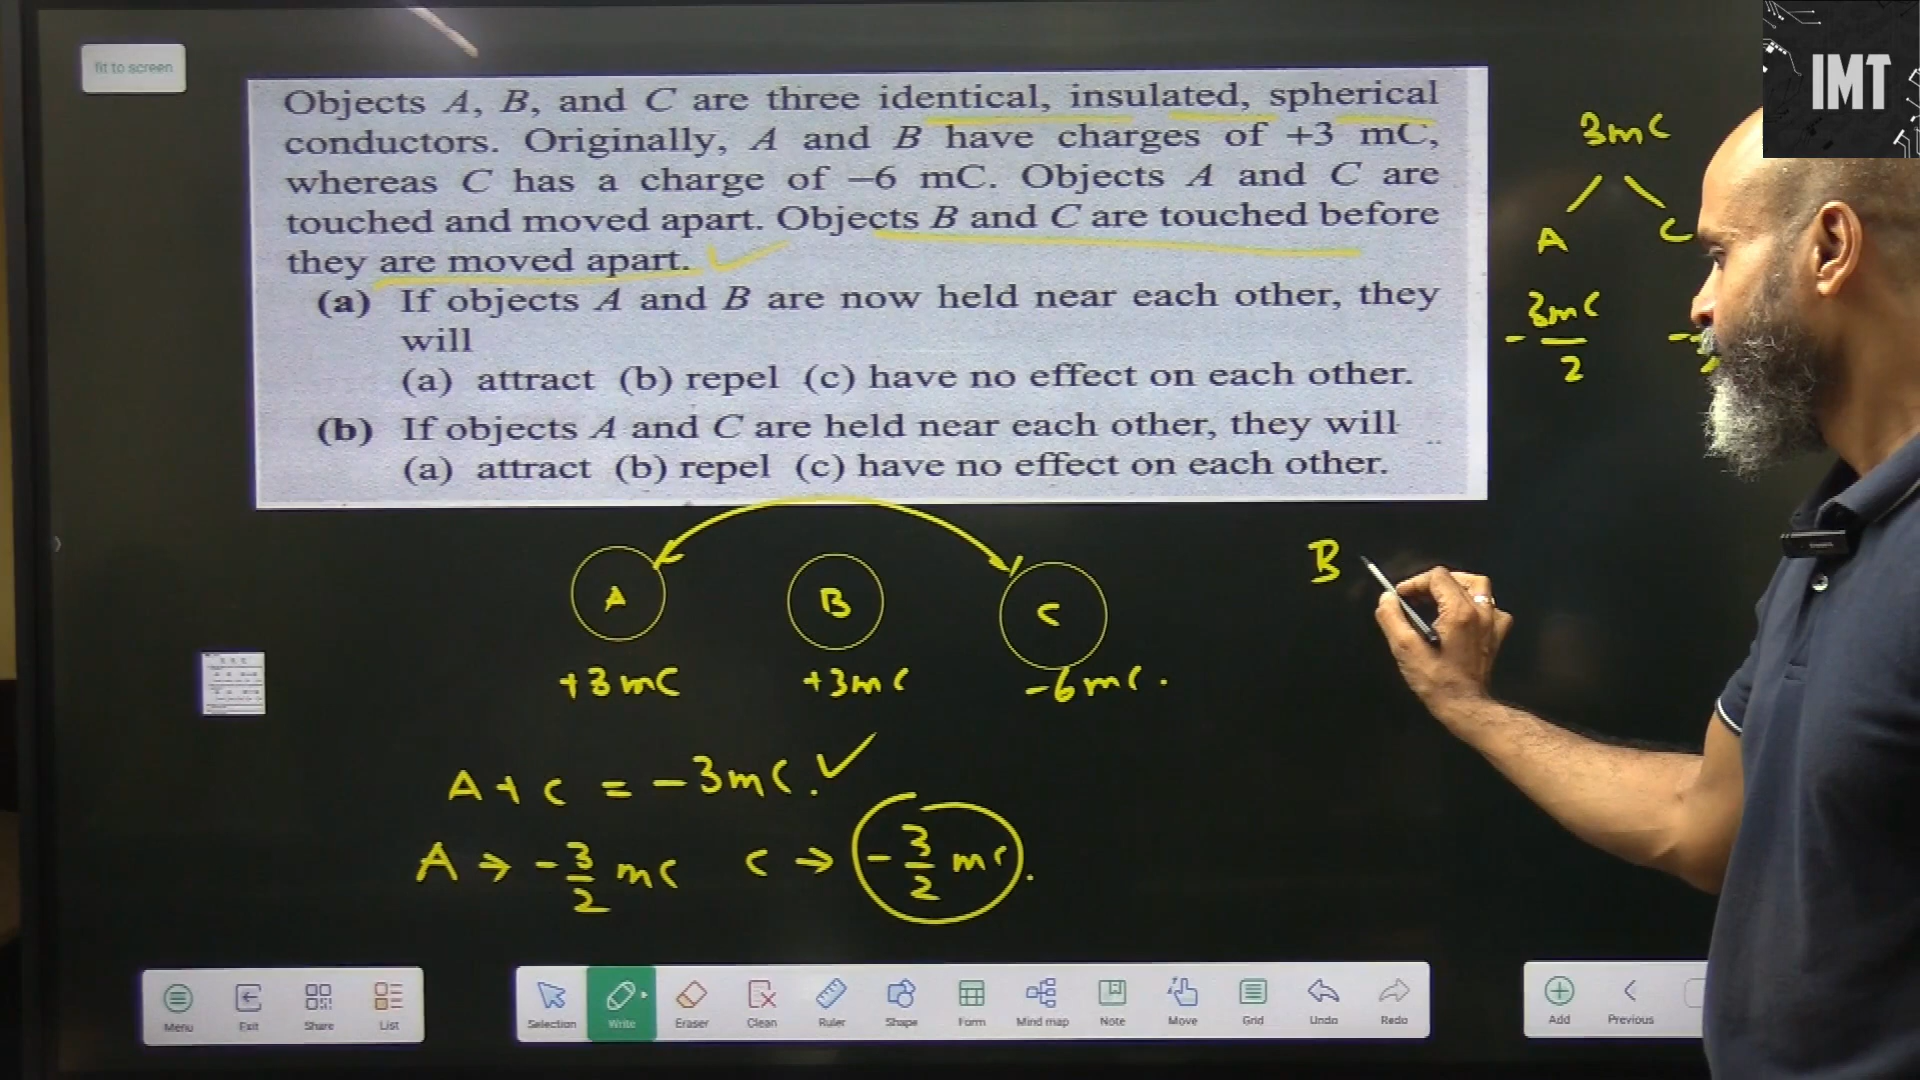 IMT
fit to screen
Objects A, B, and C are three identical, insulated, spherical
conductors. Originally, A and B have charges of +3 mC,
whereas C has a charge of −6 mC. Objects A and C are
touched and moved apart. Objects B and C are touched before
they are moved apart.
(a) If objects A and B are now held near each other, they
will
(a) attract (b) repel (c) have no effect on each other.
(b) If objects A and C are held near each other, they will
(a) attract (b) repel (c) have no effect on each other.
3mC
A C
- 3mC/2 -
A B C
+3mC +3mC -6mC.
B
A + C = -3mC.
A → -3/2 mC C → -3/2 mC.
Menu Exit Share List
Selection Write Eraser Clean Ruler Shape Form Mind map Note Move Grid Undo Redo
Add Previous